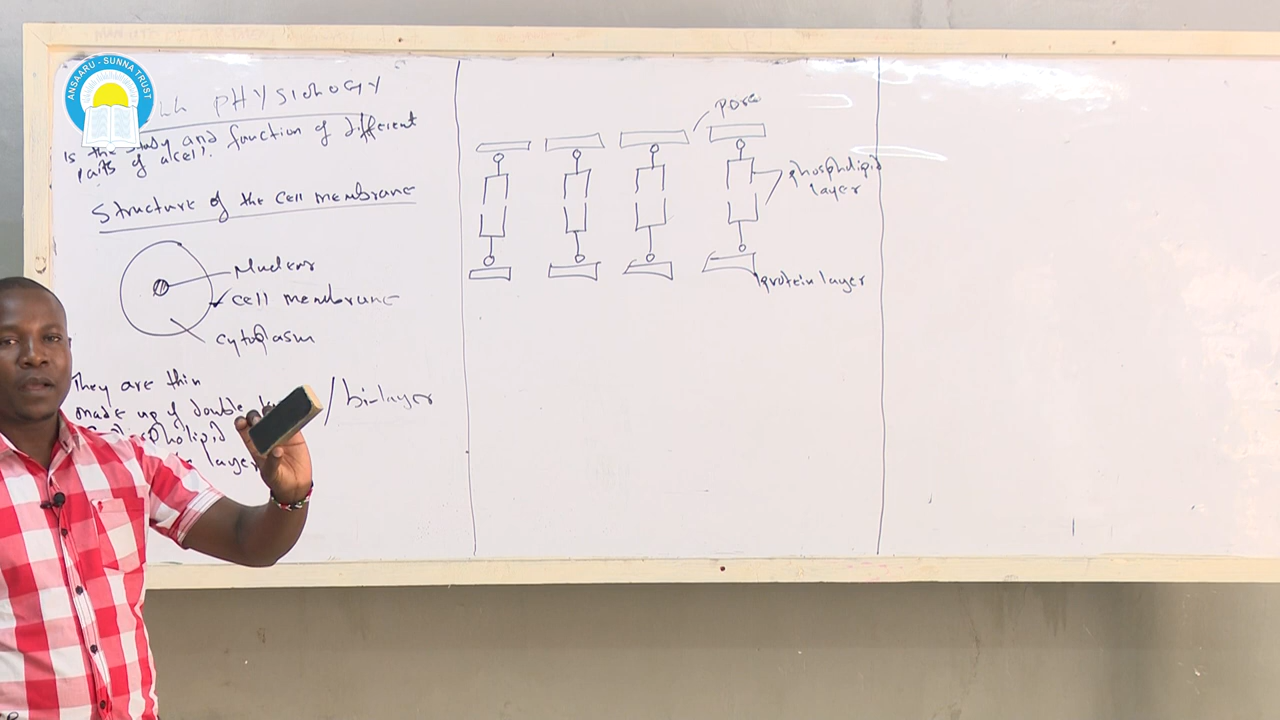 ANSAARU - SUNNA TRUST
PHYSIOLOGY
Is the study and function of different
parts of a cell.
Structure of the cell membrane
Nucleus
cell membrane
cytoplasm
They are thin
made up of double
/ bi-layer
layer
pore
phospholipid
layer
protein layer